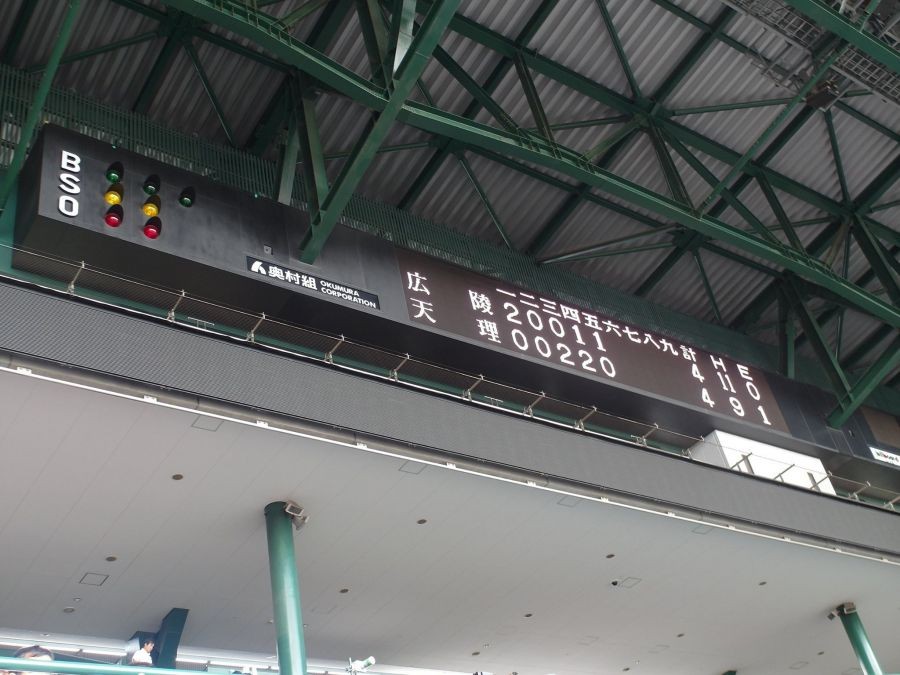 B
S
O
奥村組 OKUMURA CORPORATION
一二三四五六七八九計 H E
広陵 20011 4 11 0
天理 00220 4 9 1